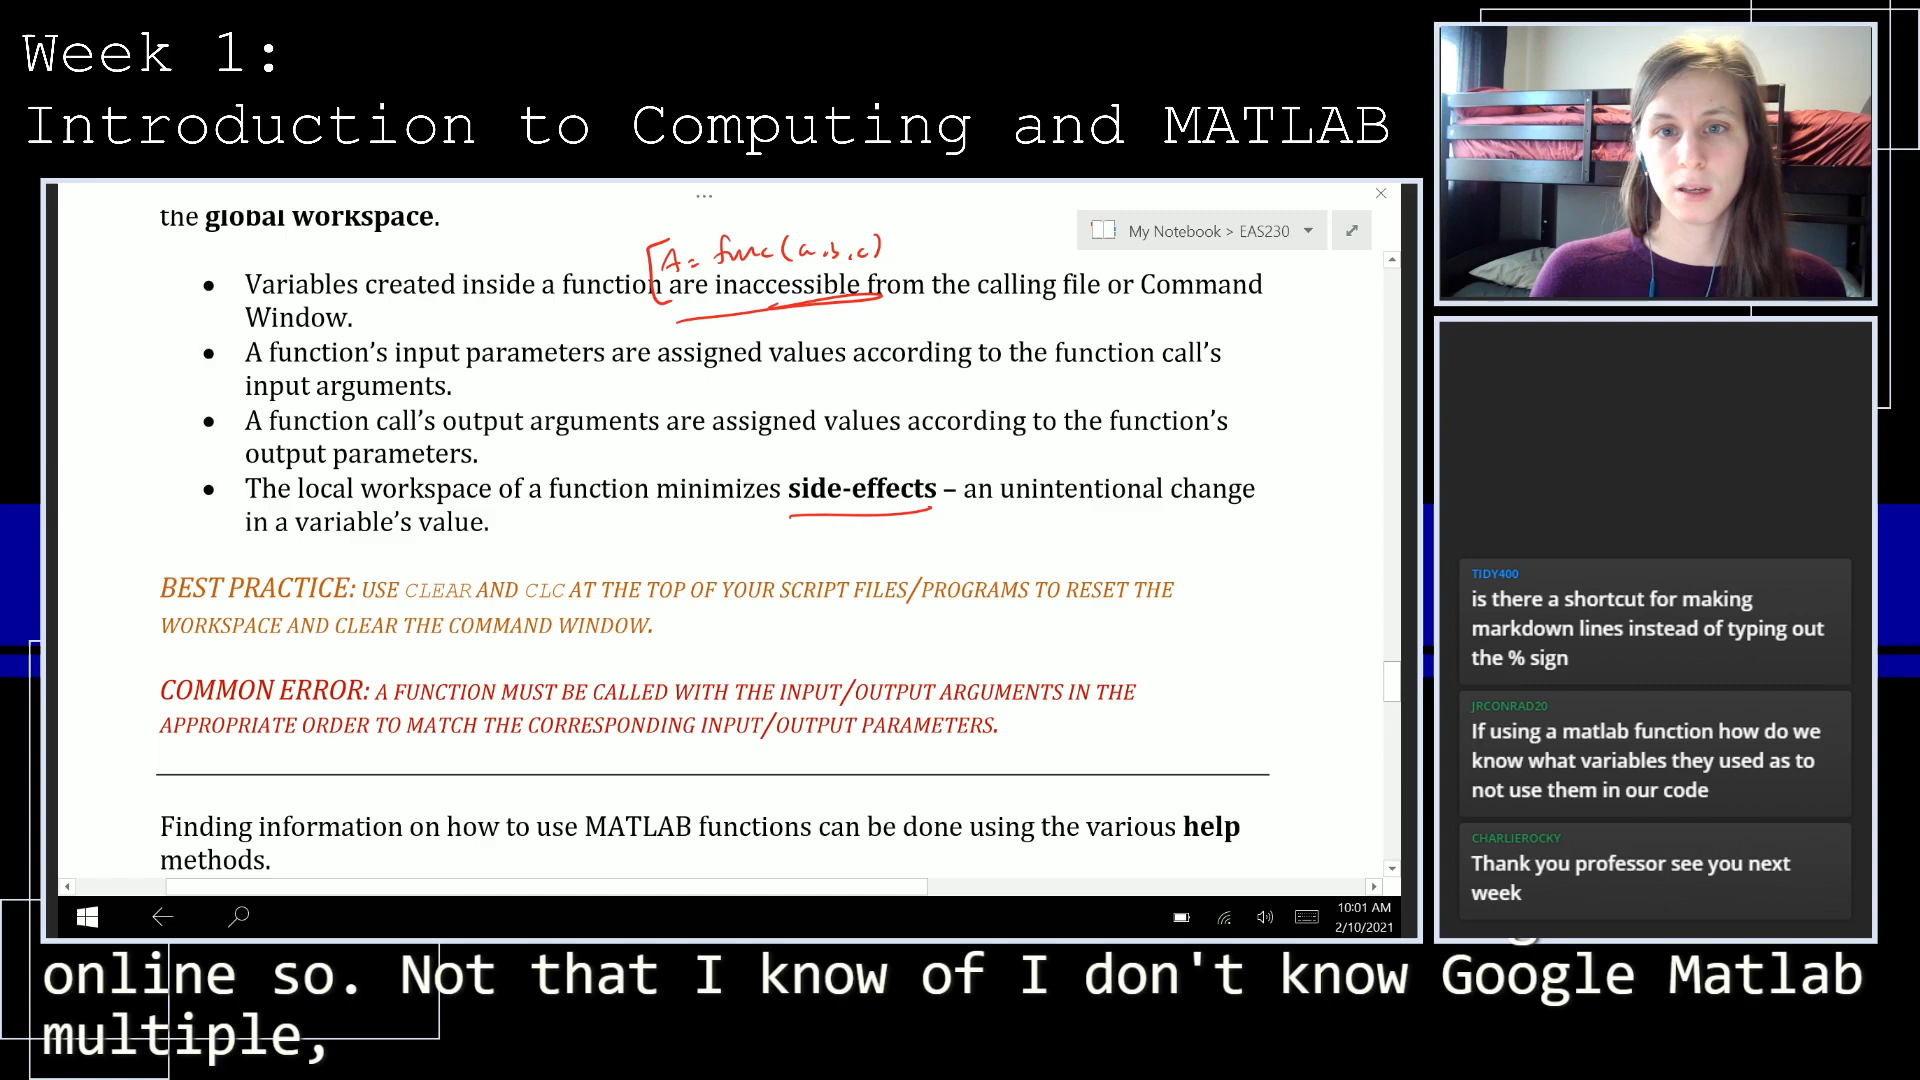 Week 1:
Introduction to Computing and MATLAB
...
the global workspace.
My Notebook > EAS230
A = func(a,b,c)
• Variables created inside a function are inaccessible from the calling file or Command
Window.
• A function's input parameters are assigned values according to the function call's
input arguments.
• A function call's output arguments are assigned values according to the function's
output parameters.
• The local workspace of a function minimizes side-effects – an unintentional change
in a variable's value.
BEST PRACTICE: USE CLEAR AND CLC AT THE TOP OF YOUR SCRIPT FILES/PROGRAMS TO RESET THE
WORKSPACE AND CLEAR THE COMMAND WINDOW.
COMMON ERROR: A FUNCTION MUST BE CALLED WITH THE INPUT/OUTPUT ARGUMENTS IN THE
APPROPRIATE ORDER TO MATCH THE CORRESPONDING INPUT/OUTPUT PARAMETERS.
Finding information on how to use MATLAB functions can be done using the various help
methods.
10:01 AM
2/10/2021
TIDY400
is there a shortcut for making
markdown lines instead of typing out
the % sign
JRCONRAD20
If using a matlab function how do we
know what variables they used as to
not use them in our code
CHARLIEROCKY
Thank you professor see you next
week
online so. Not that I know of I don't know Google Matlab
multiple,